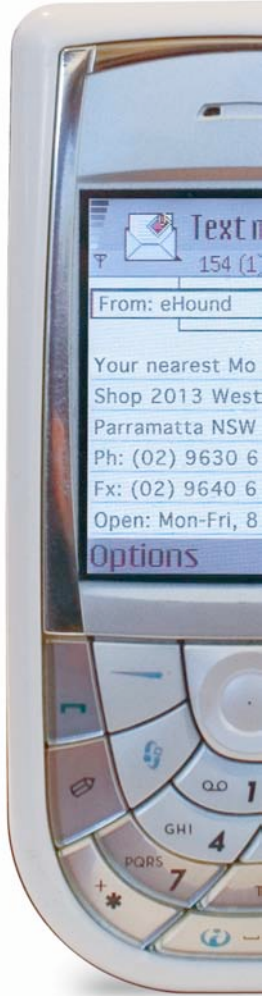 Text
154 (1)
From: eHound
Your nearest Mo
Shop 2013 West
Parramatta NSW
Ph: (02) 9630 6
Fx: (02) 9640 6
Open: Mon-Fri, 8
Options
1
GHI 4
PQRS 7
+
*
T